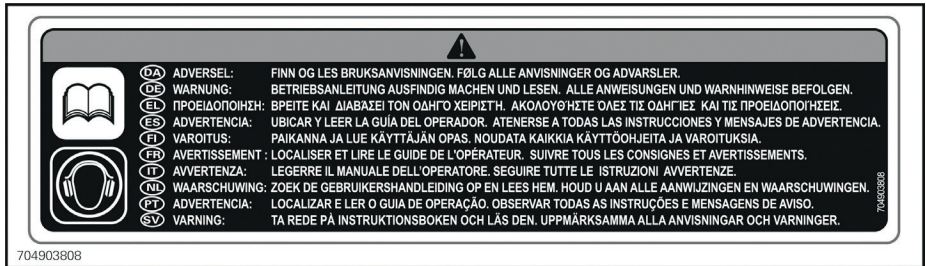 DA ADVERSEL: FINN OG LES BRUKSANVISNINGEN. FØLG ALLE ANVISNINGER OG ADVARSLER.
DE WARNUNG: BETRIEBSANLEITUNG AUSFINDIG MACHEN UND LESEN. ALLE ANWEISUNGEN UND WARNHINWEISE BEFOLGEN.
EL ΠΡΟΕΙΔΟΠΟΙΗΣΗ: ΒΡΕΙΤΕ ΚΑΙ ΔΙΑΒΑΣΕΙ ΤΟΝ ΟΔΗΓΟ ΧΕΙΡΙΣΤΗ. ΑΚΟΛΟΥΘΉΣΤΕ ΌΛΕΣ ΤΙΣ ΟΔΗΓΊΕΣ ΚΑΙ ΤΙΣ ΠΡΟΕΙΔΟΠΟΙΉΣΕΙΣ.
ES ADVERTENCIA: UBICAR Y LEER LA GUÍA DEL OPERADOR. ATENERSE A TODAS LAS INSTRUCCIONES Y MENSAJES DE ADVERTENCIA.
FI VAROITUS: PAIKANNA JA LUE KÄYTTÄJÄN OPAS. NOUDATA KAIKKIA KÄYTTÖOHJEITA JA VAROITUKSIA.
FR AVERTISSEMENT : LOCALISER ET LIRE LE GUIDE DE L'OPÉRATEUR. SUIVRE TOUS LES CONSIGNES ET AVERTISSEMENTS.
IT AVVERTENZA: LEGERRE IL MANUALE DELL'OPERATORE. SEGUIRE TUTTE LE ISTRUZIONI AVVERTENZE.
NL WAARSCHUWING: ZOEK DE GEBRUIKERSHANDLEIDING OP EN LEES HEM. HOUD U AAN ALLE AANWIJZINGEN EN WAARSCHUWINGEN.
PT ADVERTENCIA: LOCALIZAR E LER O GUIA DE OPERAÇÃO. OBSERVAR TODAS AS INSTRUÇÕES E MENSAGENS DE AVISO.
SV VARNING: TA REDE PÅ INSTRUKTIONSBOKEN OCH LÄS DEN. UPPMÄRKSAMMA ALLA ANVISNINGAR OCH VARNINGER.
704903808
704903808